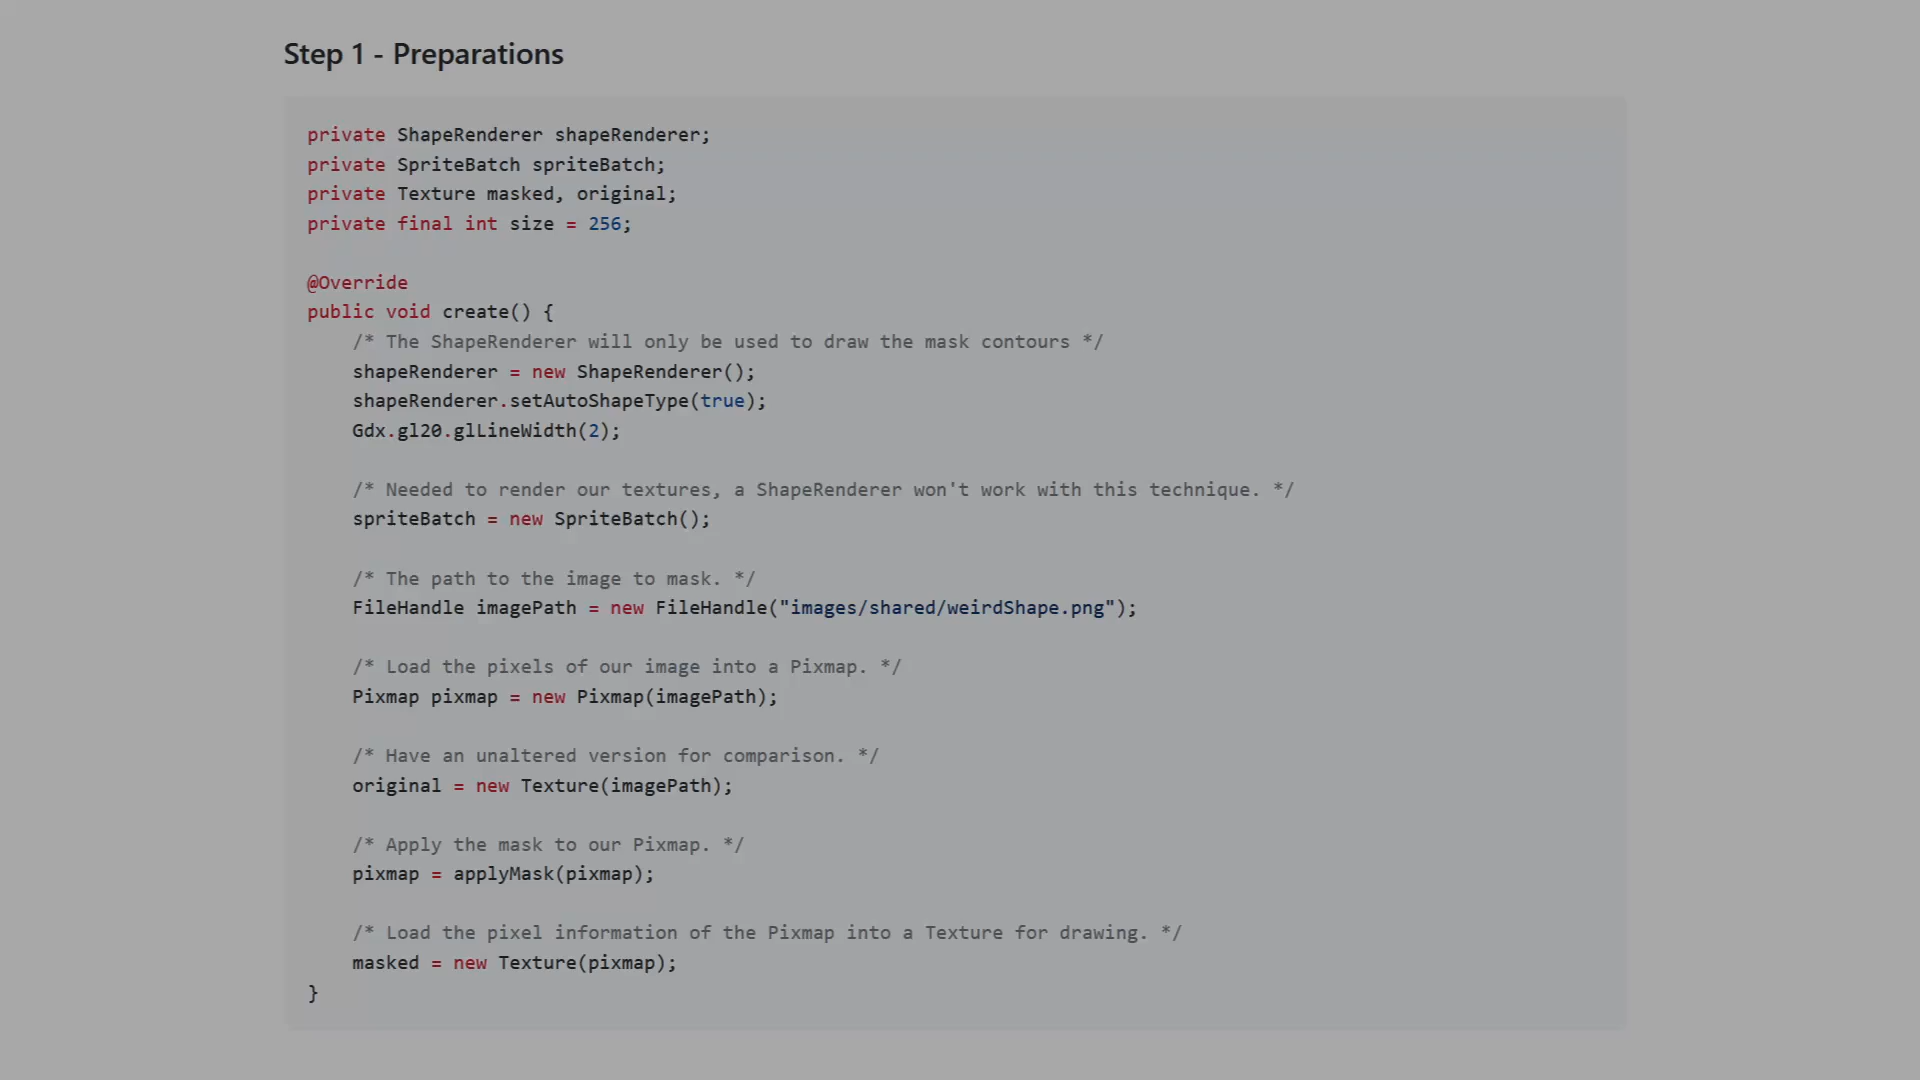 Step 1 - Preparations
private ShapeRenderer shapeRenderer;
private SpriteBatch spriteBatch;
private Texture masked, original;
private final int size = 256;
@Override
public void create() {
/* The ShapeRenderer will only be used to draw the mask contours */
shapeRenderer = new ShapeRenderer();
shapeRenderer.setAutoShapeType(true);
Gdx.gl20.glLineWidth(2);
/* Needed to render our textures, a ShapeRenderer won't work with this technique. */
spriteBatch = new SpriteBatch();
/* The path to the image to mask. */
FileHandle imagePath = new FileHandle("images/shared/weirdShape.png");
/* Load the pixels of our image into a Pixmap. */
Pixmap pixmap = new Pixmap(imagePath);
/* Have an unaltered version for comparison. */
original = new Texture(imagePath);
/* Apply the mask to our Pixmap. */
pixmap = applyMask(pixmap);
/* Load the pixel information of the Pixmap into a Texture for drawing. */
masked = new Texture(pixmap);
}